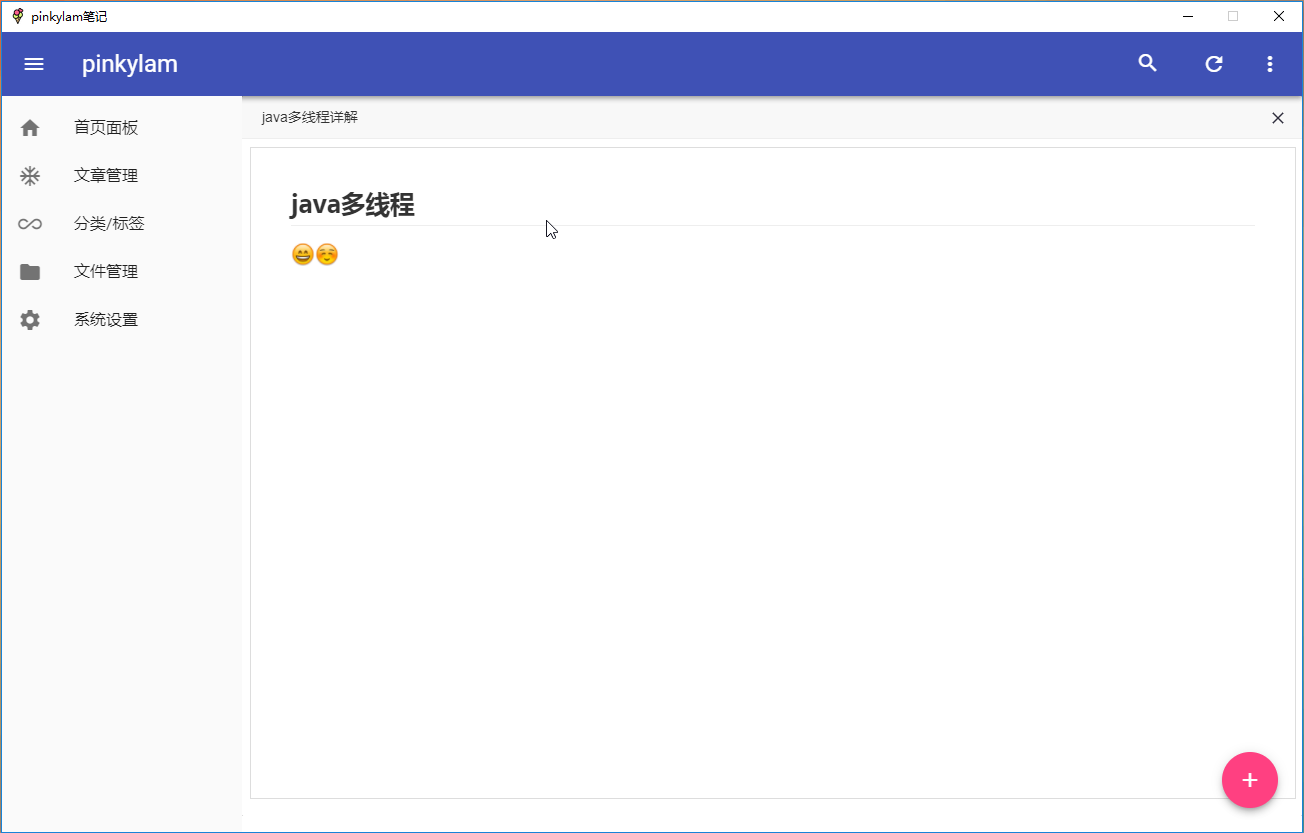 pinkylam笔记
pinkylam
首页面板
文章管理
分类/标签
文件管理
系统设置
java多线程详解
java多线程
😄☺️